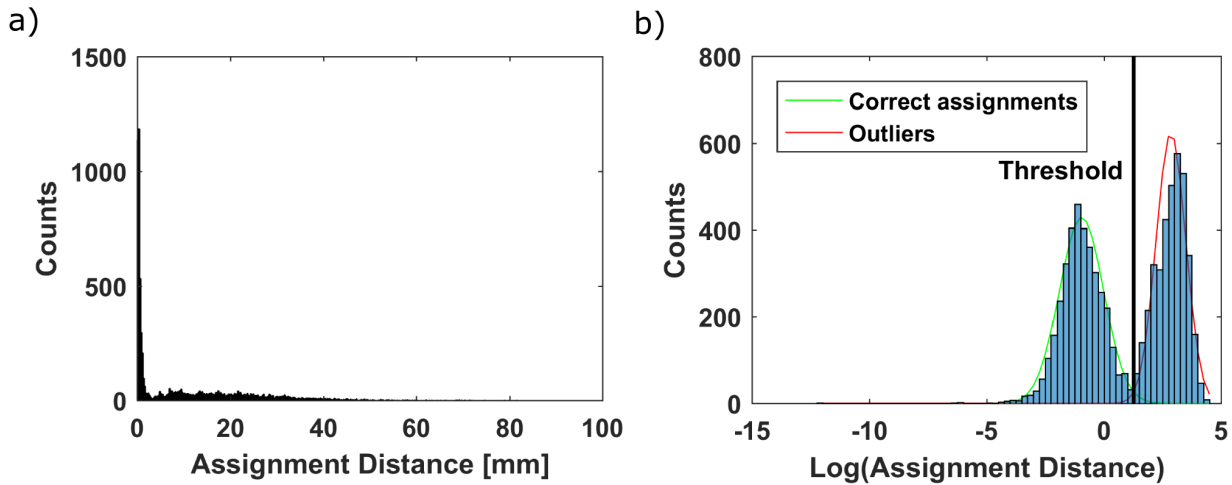 a)
1500
1000
500
0
Counts
0 20 40 60 80 100
Assignment Distance [mm]
b)
800
600
400
200
0
Counts
Correct assignments
Outliers
Threshold
-15 -10 -5 0 5
Log(Assignment Distance)